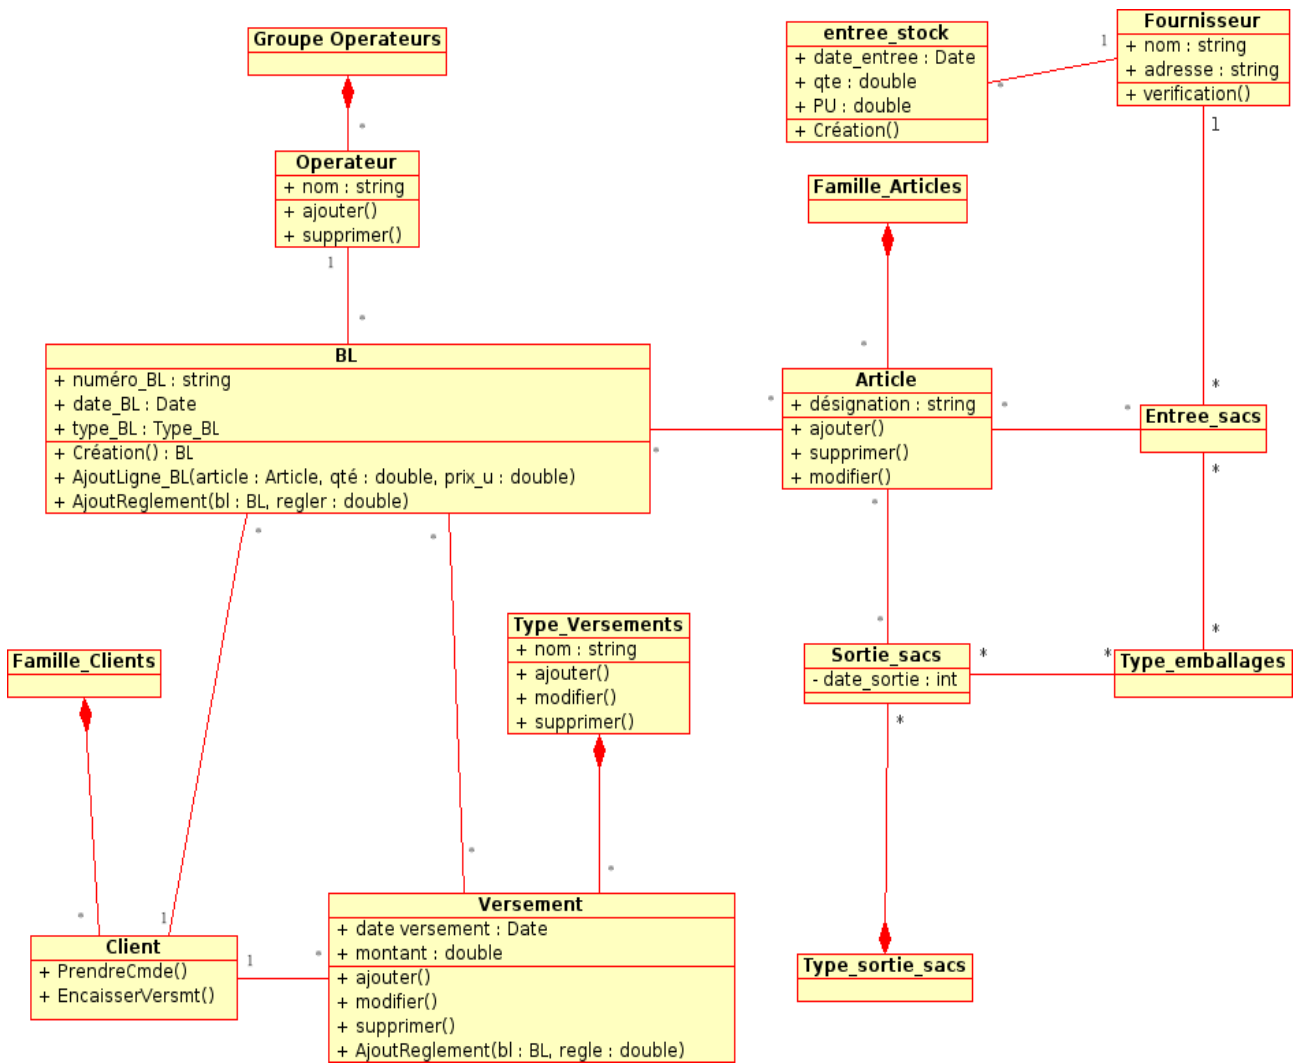 Groupe Operateurs
*
Operateur
+ nom : string
+ ajouter()
+ supprimer()
1
*
entree_stock
+ date_entree : Date
+ qte : double
+ PU : double
+ Création()
*
1
Fournisseur
+ nom : string
+ adresse : string
+ verification()
1
*
Famille_Articles
*
BL
+ numéro_BL : string
+ date_BL : Date
+ type_BL : Type_BL
+ Création() : BL
+ AjoutLigne_BL(article : Article, qté : double, prix_u : double)
+ AjoutReglement(bl : BL, regler : double)
*
*
Article
+ désignation : string
+ ajouter()
+ supprimer()
+ modifier()
*
*
Entree_sacs
*
*
*
*
Type_Versements
+ nom : string
+ ajouter()
+ modifier()
+ supprimer()
*
Famille_Clients
*
Sortie_sacs
- date_sortie : int
*
*
Type_emballages
*
Type_sortie_sacs
*
1
*
*
Client
+ PrendreCmde()
+ EncaisserVersmt()
1
*
Versement
+ date versement : Date
+ montant : double
+ ajouter()
+ modifier()
+ supprimer()
+ AjoutReglement(bl : BL, regle : double)